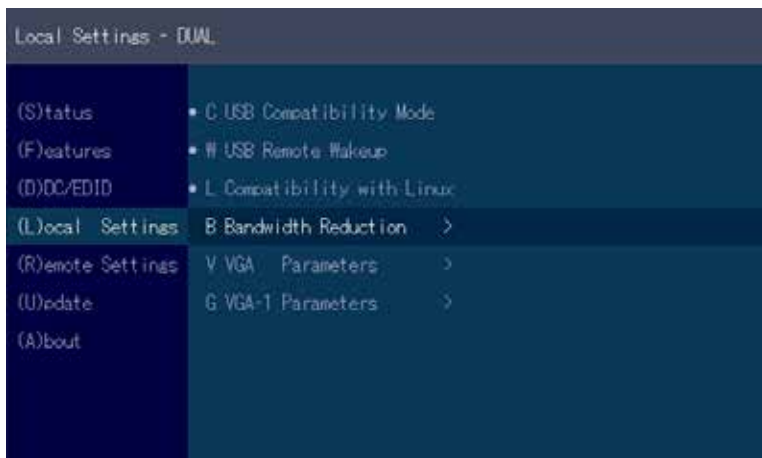 Local Settings - DUAL
(S)tatus
(F)eatures
(D)DC/EDID
(L)ocal Settings
(R)emote Settings
(U)pdate
(A)bout
• C USB Compatibility Mode
• W USB Remote Wakeup
• L Compatibility with Linux
B Bandwidth Reduction >
V VGA Parameters >
G VGA-1 Parameters >